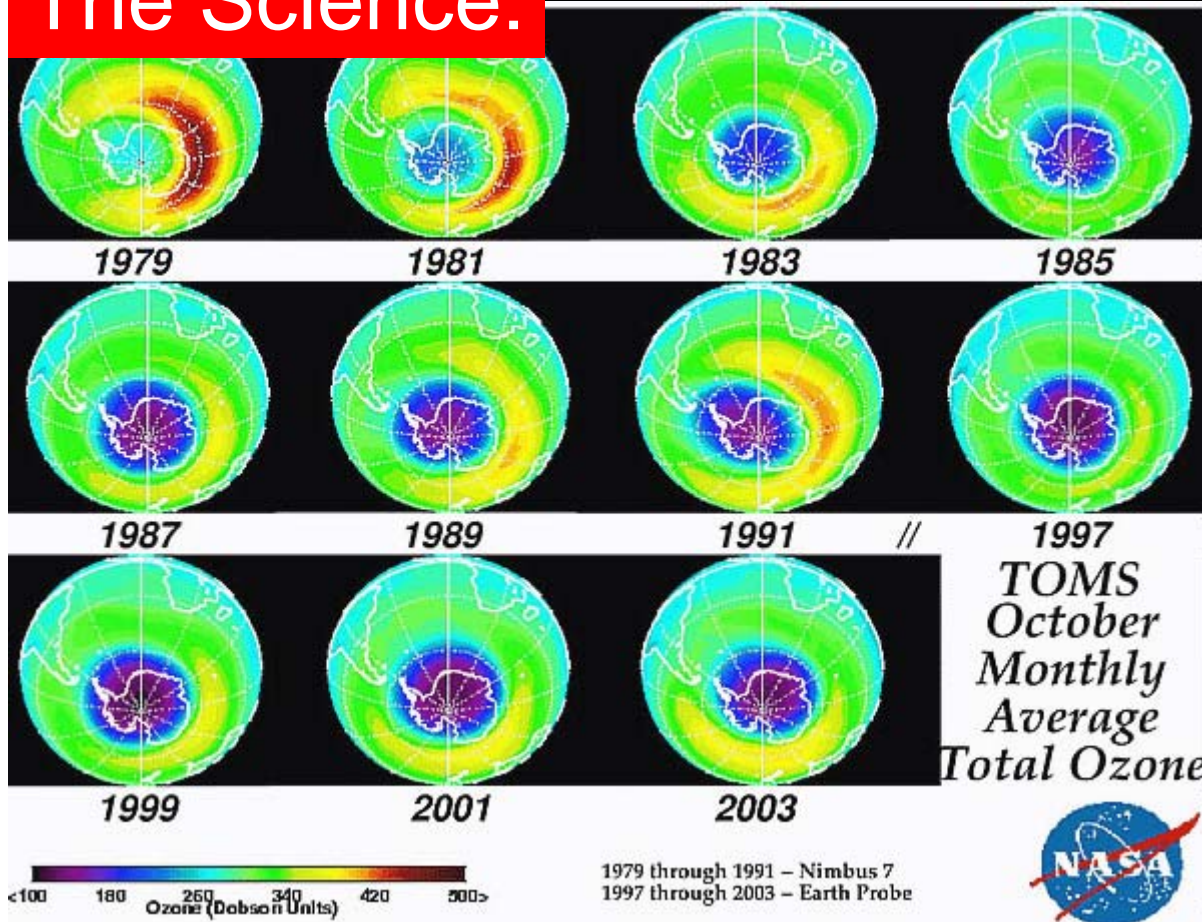 The Science:
1979 1981 1983 1985
1987 1989 1991 // 1997
1999 2001 2003
TOMS
October
Monthly
Average
Total Ozone
<100 180 260 340 420 500>
Ozone (Dobson Units)
1979 through 1991 – Nimbus 7
1997 through 2003 – Earth Probe
NASA